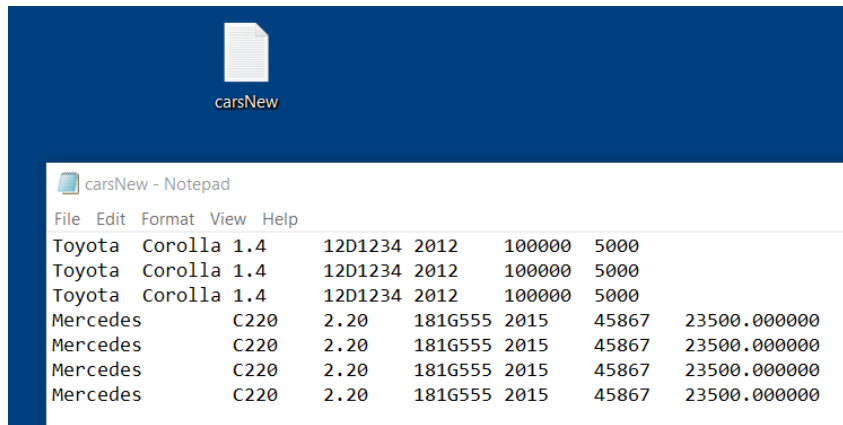 carsNew
carsNew - Notepad
File Edit Format View Help
Toyota Corolla 1.4 12D1234 2012 100000 5000
Toyota Corolla 1.4 12D1234 2012 100000 5000
Toyota Corolla 1.4 12D1234 2012 100000 5000
Mercedes C220 2.20 181G555 2015 45867 23500.000000
Mercedes C220 2.20 181G555 2015 45867 23500.000000
Mercedes C220 2.20 181G555 2015 45867 23500.000000
Mercedes C220 2.20 181G555 2015 45867 23500.000000